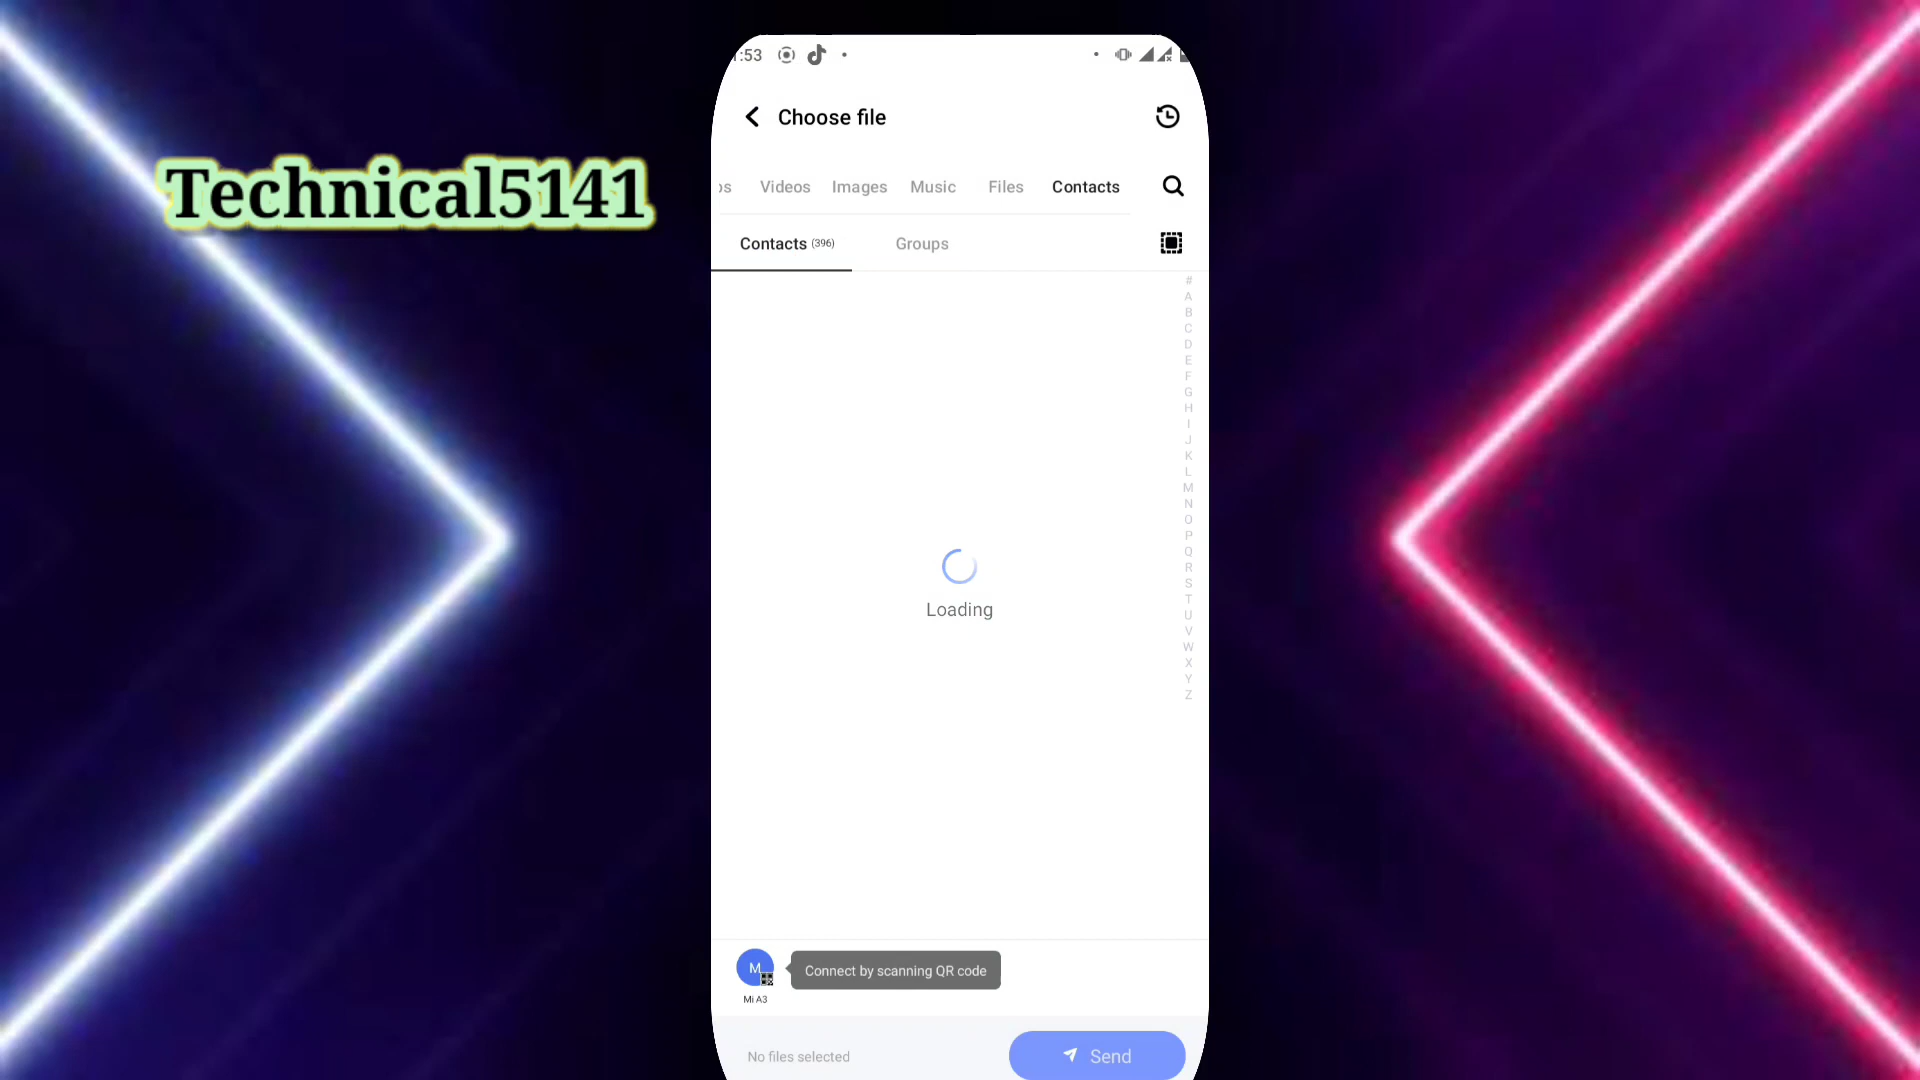 :53
Choose file
Videos Images Music Files Contacts
Technical5141
Contacts (396) Groups
#
A
B
C
D
E
F
G
H
I
J
K
L
M
N
O
P
Q
R
S
T
U
V
W
X
Y
Z
Loading
M
Connect by scanning QR code
Mi A3
No files selected
Send